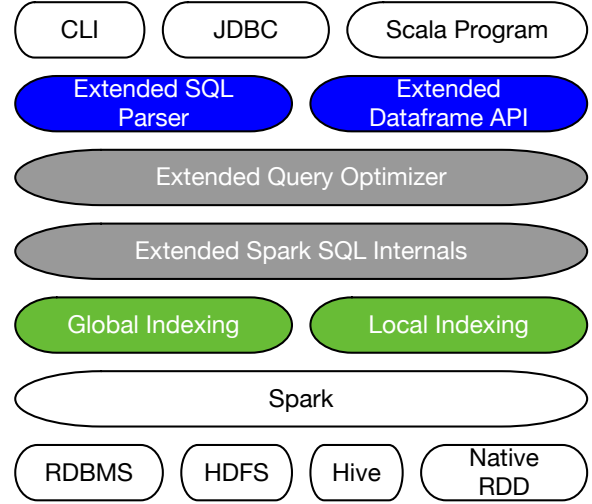 CLI
JDBC
Scala Program
Extended SQL
Parser
Extended
Dataframe API
Extended Query Optimizer
Extended Spark SQL Internals
Global Indexing
Local Indexing
Spark
RDBMS
HDFS
Hive
Native
RDD